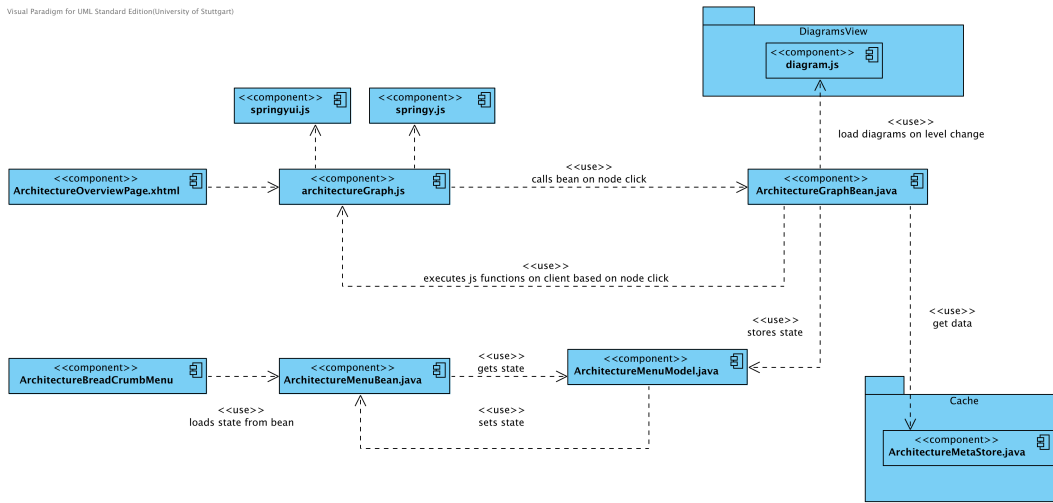 Visual Paradigm for UML Standard Edition(University of Stuttgart)
DiagramsView
<<component>>
diagram.js
<<component>>
springyui.js
<<component>>
springy.js
<<use>>
load diagrams on level change
<<component>>
ArchitectureOverviewPage.xhtml
<<component>>
architectureGraph.js
<<use>>
calls bean on node click
<<component>>
ArchitectureGraphBean.java
<<use>>
executes js functions on client based on node click
<<use>>
stores state
<<use>>
get data
<<component>>
ArchitectureBreadCrumbMenu
<<component>>
ArchitectureMenuBean.java
<<use>>
gets state
<<component>>
ArchitectureMenuModel.java
<<use>>
loads state from bean
<<use>>
sets state
Cache
<<component>>
ArchitectureMetaStore.java